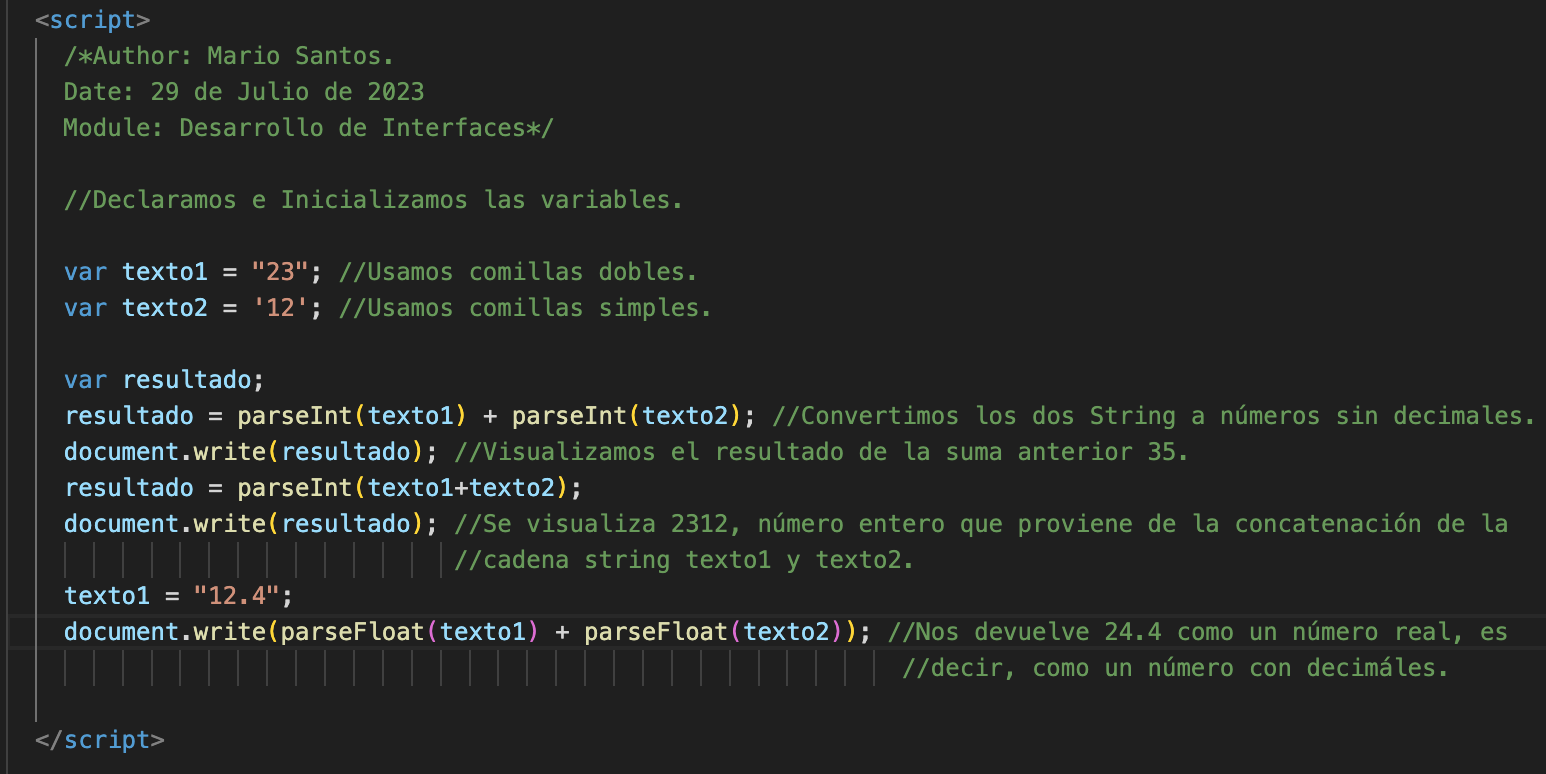 <script>
/*Author: Mario Santos.
Date: 29 de Julio de 2023
Module: Desarrollo de Interfaces*/
//Declaramos e Inicializamos las variables.
var texto1 = "23"; //Usamos comillas dobles.
var texto2 = '12'; //Usamos comillas simples.
var resultado;
resultado = parseInt(texto1) + parseInt(texto2); //Convertimos los dos String a números sin decimales.
document.write(resultado); //Visualizamos el resultado de la suma anterior 35.
resultado = parseInt(texto1+texto2);
document.write(resultado); //Se visualiza 2312, número entero que proviene de la concatenación de la
//cadena string texto1 y texto2.
texto1 = "12.4";
document.write(parseFloat(texto1) + parseFloat(texto2)); //Nos devuelve 24.4 como un número real, es
//decir, como un número con decimáles.
</script>